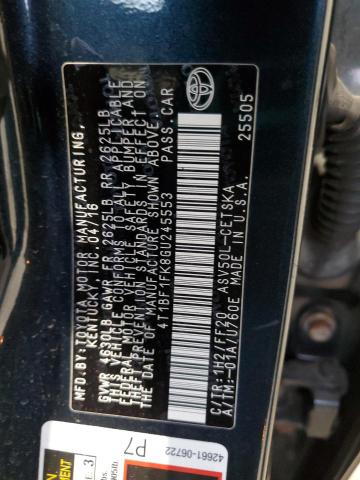 MFD.BY:TOYOTA MOTOR MANUFACTURING,
KENTUCKY, INC. 04/16
GVWR 4630LB GAWR FR 2625LB RR 2625LB
THIS VEHICLE CONFORMS TO ALL APPLICABLE
FEDERAL MOTOR VEHICLE SAFETY, BUMPER AND
THEFT PREVENTION STANDARDS IN EFFECT ON
THE DATE OF MANUFACTURE SHOWN ABOVE.
4T1BF1FK8GU245553 PASS.CAR
C/TC:1H2/FF20 ASV50L-CETSKA
A/TM:-01A/U760E MADE IN U.S.A.
25505
42661-06722
P7
3